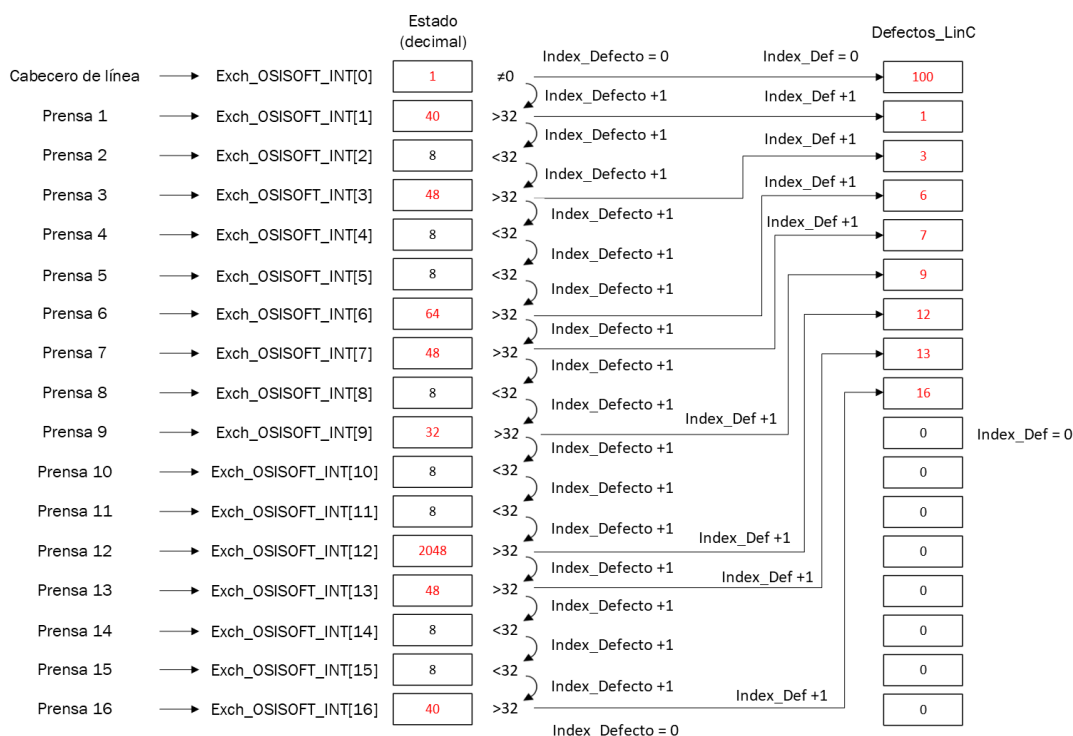 Estado
(decimal)
Defectos_LinC
Index_Defecto = 0
Index_Def = 0
Cabecero de línea Exch_OSISOFT_INT[0] 1 ≠0 100
Index_Defecto +1 Index_Def +1
Prensa 1 Exch_OSISOFT_INT[1] 40 >32 1
Index_Defecto +1 Index_Def +1
Prensa 2 Exch_OSISOFT_INT[2] 8 <32 3
Index_Defecto +1 Index_Def +1
Prensa 3 Exch_OSISOFT_INT[3] 48 >32 6
Index_Defecto +1 Index_Def +1
Prensa 4 Exch_OSISOFT_INT[4] 8 <32 7
Index_Defecto +1
Prensa 5 Exch_OSISOFT_INT[5] 8 <32 9
Index_Defecto +1
Prensa 6 Exch_OSISOFT_INT[6] 64 >32 12
Index_Defecto +1
Prensa 7 Exch_OSISOFT_INT[7] 48 >32 13
Index_Defecto +1
Prensa 8 Exch_OSISOFT_INT[8] 8 <32 16
Index_Defecto +1 Index_Def +1
Prensa 9 Exch_OSISOFT_INT[9] 32 >32 0 Index_Def = 0
Index_Defecto +1
Prensa 10 Exch_OSISOFT_INT[10] 8 <32 0
Index_Defecto +1
Prensa 11 Exch_OSISOFT_INT[11] 8 <32 0
Index_Defecto +1 Index_Def +1
Prensa 12 Exch_OSISOFT_INT[12] 2048 >32 0
Index_Defecto +1 Index_Def +1
Prensa 13 Exch_OSISOFT_INT[13] 48 >32 0
Index_Defecto +1
Prensa 14 Exch_OSISOFT_INT[14] 8 <32 0
Index_Defecto +1
Prensa 15 Exch_OSISOFT_INT[15] 8 <32 0
Index_Defecto +1 Index_Def +1
Prensa 16 Exch_OSISOFT_INT[16] 40 >32 0
Index_Defecto = 0